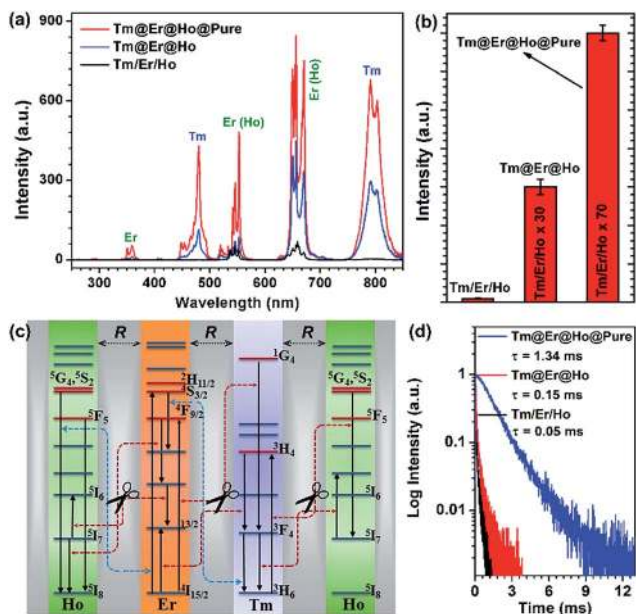 (a)
Tm@Er@Ho@Pure
Tm@Er@Ho
Tm/Er/Ho
Er
Tm
Er (Ho)
Er (Ho)
Tm
900
600
300
0
300 400 500 600 700 800
Wavelength (nm)
Intensity (a.u.)
(b)
Tm@Er@Ho@Pure
Tm@Er@Ho
Tm/Er/Ho
Tm/Er/Ho x 30
Tm/Er/Ho x 70
Intensity (a.u.)
(c)
R R R
⁵G₄,⁵S₂
⁵F₅
⁵I₆
⁵I₇
⁵I₈
Ho
²H₁₁/₂
⁴S₃/₂
⁴F₉/₂
13/2
⁴I₁₅/₂
Er
¹G₄
³H₄
³F₄
³H₆
Tm
⁵G₄,⁵S₂
⁵F₅
⁵I₆
⁵I₇
⁵I₈
Ho
(d)
Tm@Er@Ho@Pure
τ = 1.34 ms
Tm@Er@Ho
τ = 0.15 ms
Tm/Er/Ho
τ = 0.05 ms
1
0.1
0.01
0 3 6 9 12
Time (ms)
Log Intensity (a.u.)